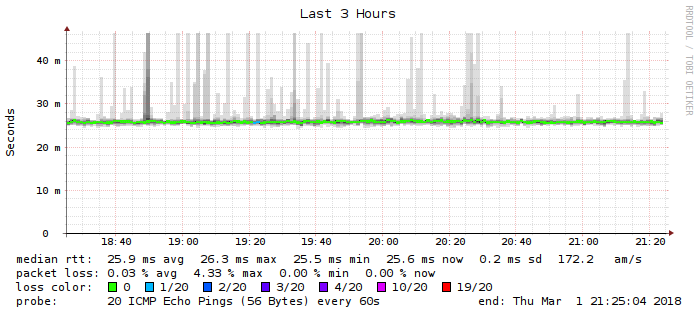 Last 3 Hours
RRDTOOL / TOBI OETIKER
Seconds
40 m
30 m
20 m
10 m
0
18:40 19:00 19:20 19:40 20:00 20:20 20:40 21:00 21:20
median rtt: 25.9 ms avg 26.3 ms max 25.5 ms min 25.6 ms now 0.2 ms sd 172.2 am/s
packet loss: 0.03 % avg 4.33 % max 0.00 % min 0.00 % now
loss color: 0 1/20 2/20 3/20 4/20 10/20 19/20
probe: 20 ICMP Echo Pings (56 Bytes) every 60s end: Thu Mar 1 21:25:04 2018